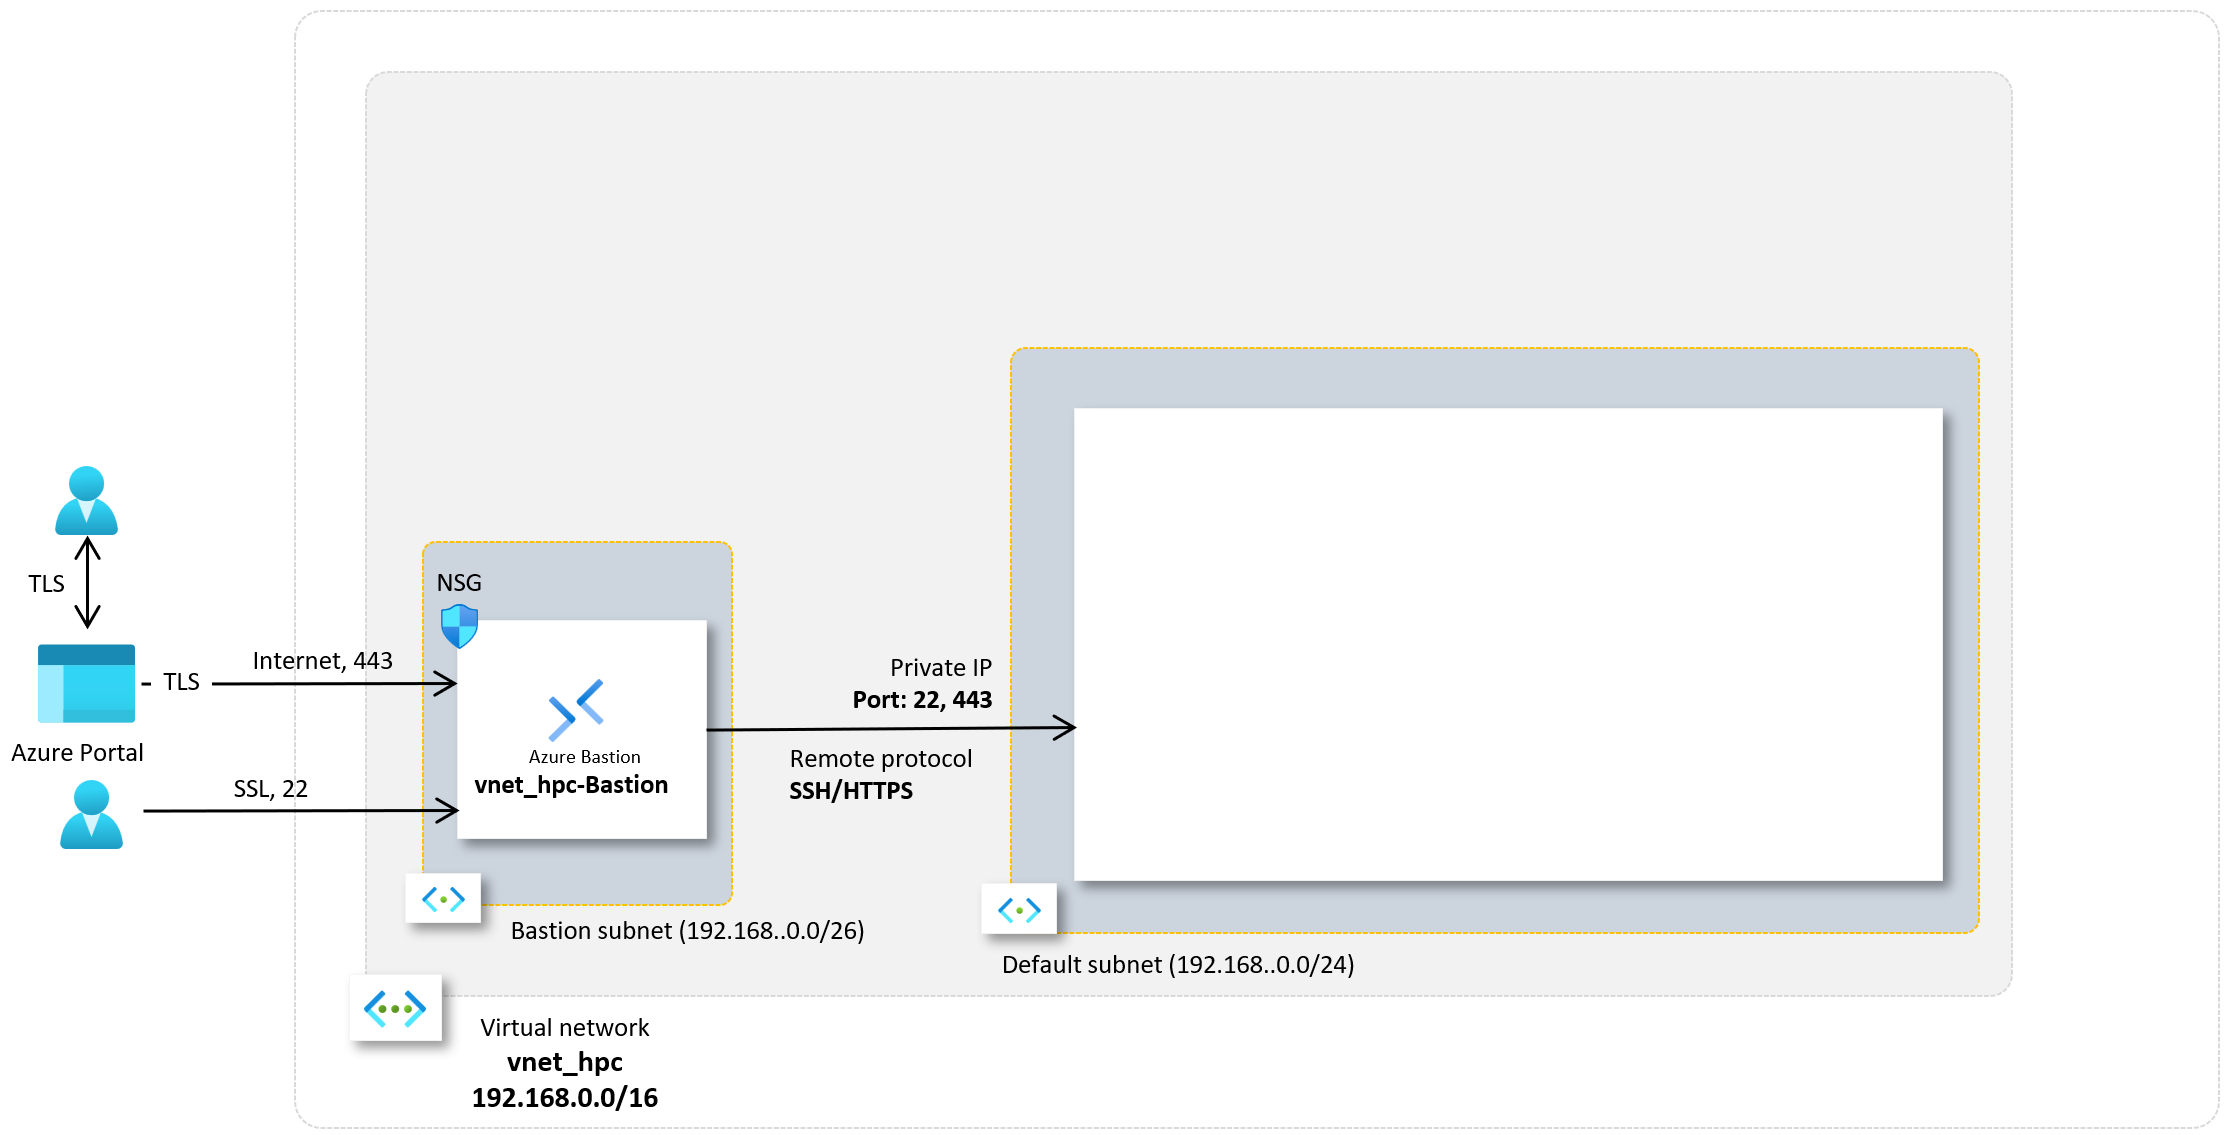 TLS
Azure Portal
TLS
Internet, 443
SSL, 22
NSG
Azure Bastion
vnet_hpc-Bastion
Bastion subnet (192.168..0.0/26)
Private IP
Port: 22, 443
Remote protocol
SSH/HTTPS
Default subnet (192.168..0.0/24)
Virtual network
vnet_hpc
192.168.0.0/16